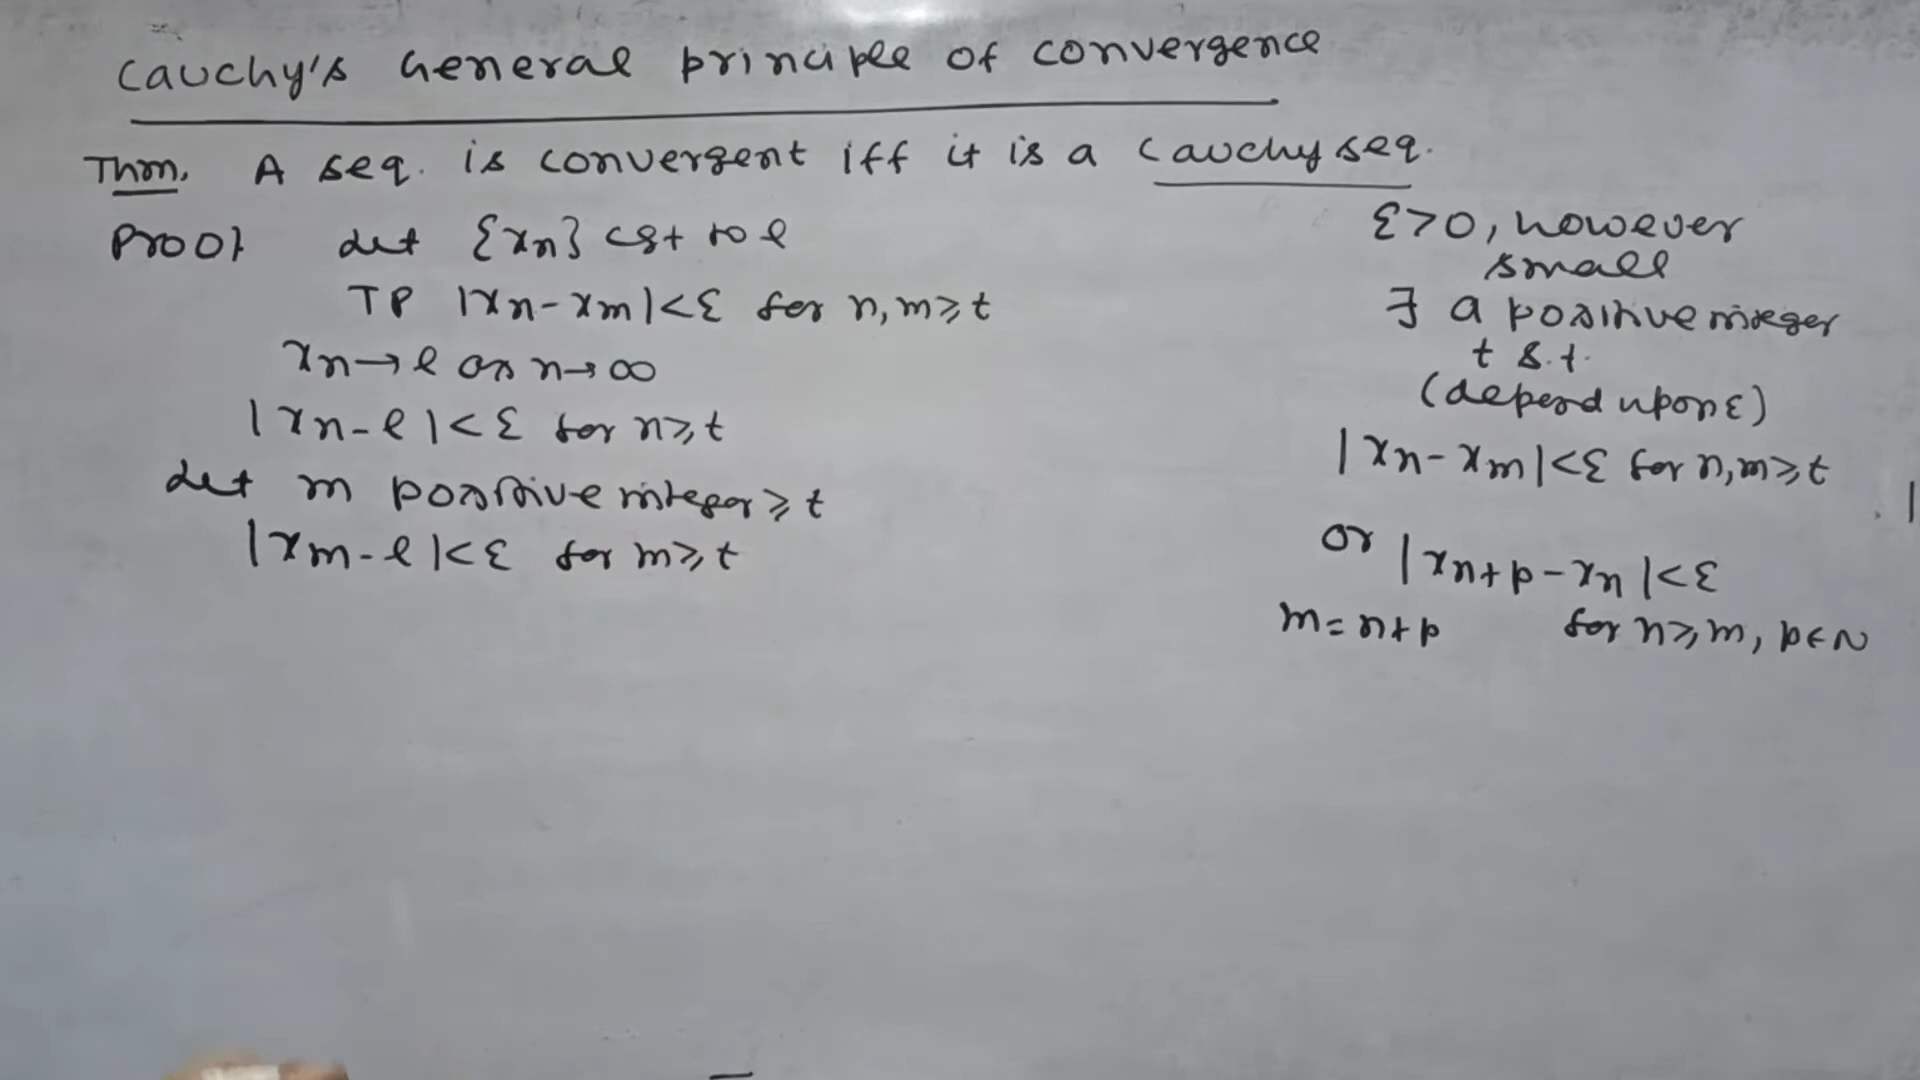 Cauchy's General principle of convergence
Thm. A seq. is convergent iff it is a Cauchy seq.
Proof Let {xn} cgt to l
TP |xn-xm|<ε for n,m≥t
xn→l as n→∞
|xn-l|<ε for n≥t
Let m positive integer≥t
|xm-l|<ε for m≥t
ε>0, however
small
∃ a positive integer
t s.t.
(depend upon ε)
|xn-xm|<ε for n,m≥t
or |xn+p-xn|<ε
m=n+p for n≥m, p∈N